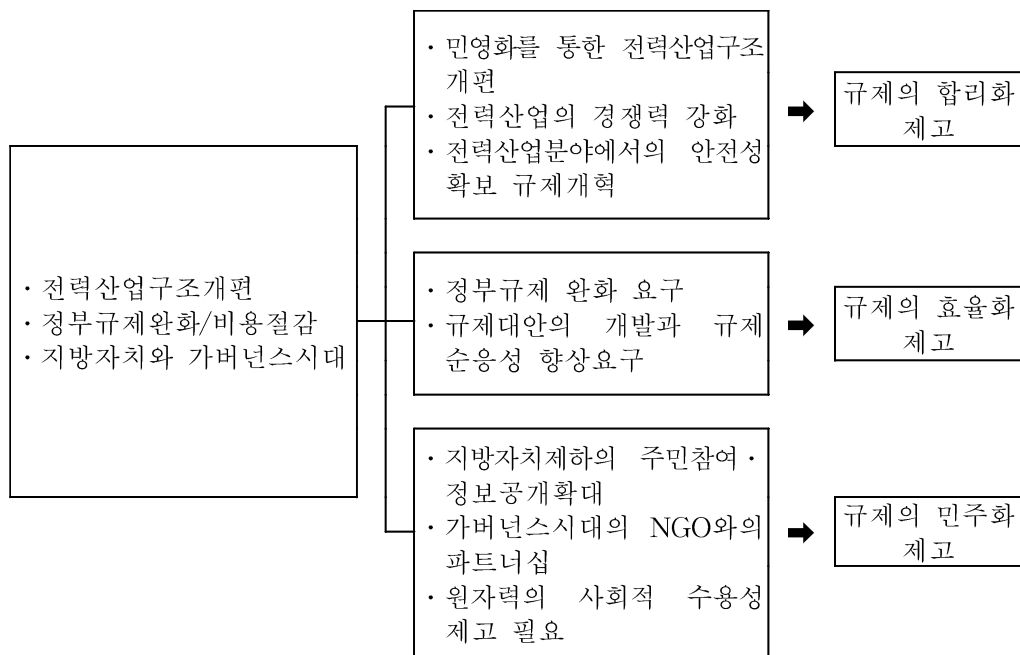 · 전력산업구조개편
· 정부규제완화/비용절감
· 지방자치와 가버넌스시대
· 민영화를 통한 전력산업구조
개편
· 전력산업의 경쟁력 강화
· 전력산업분야에서의 안전성
확보 규제개혁
규제의 합리화
제고
· 정부규제 완화 요구
· 규제대안의 개발과 규제
순응성 향상요구
규제의 효율화
제고
· 지방자치제하의 주민참여·
정보공개확대
· 가버넌스시대의 NGO와의
파트너십
· 원자력의 사회적 수용성
제고 필요
규제의 민주화
제고